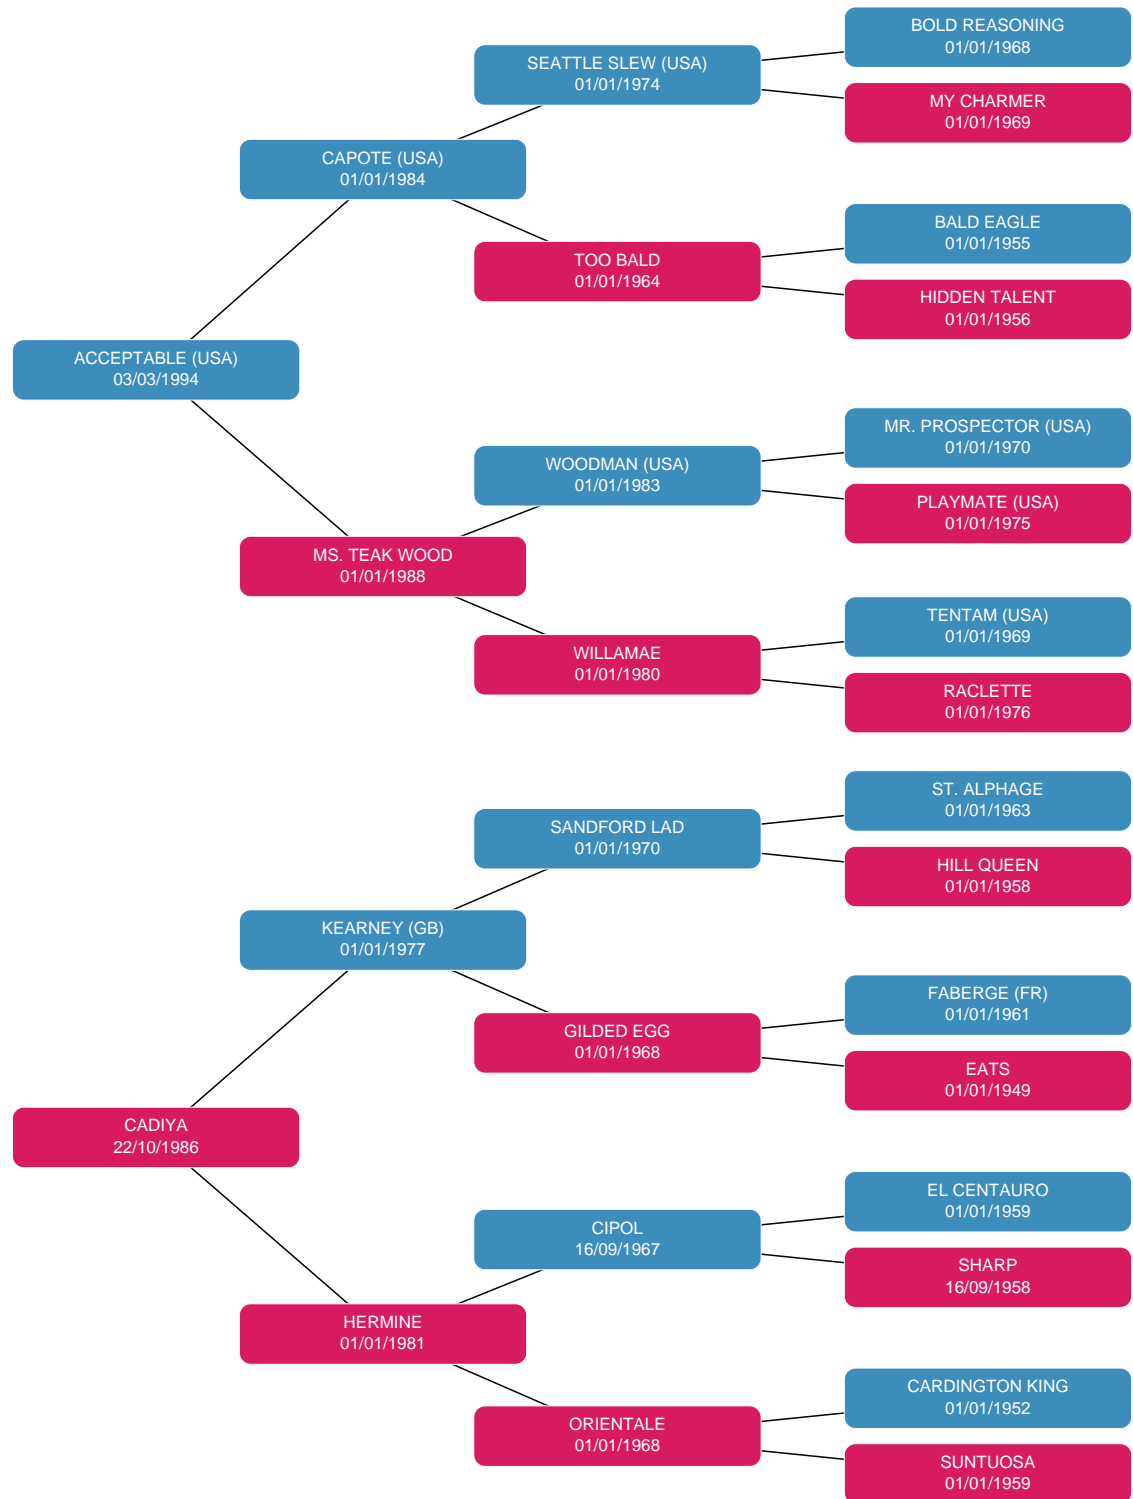 BOLD REASONING
01/01/1968
SEATTLE SLEW (USA)
01/01/1974
MY CHARMER
01/01/1969
CAPOTE (USA)
01/01/1984
BALD EAGLE
01/01/1955
TOO BALD
01/01/1964
HIDDEN TALENT
01/01/1956
ACCEPTABLE (USA)
03/03/1994
MR. PROSPECTOR (USA)
01/01/1970
WOODMAN (USA)
01/01/1983
PLAYMATE (USA)
01/01/1975
MS. TEAK WOOD
01/01/1988
TENTAM (USA)
01/01/1969
WILLAMAE
01/01/1980
RACLETTE
01/01/1976
ST. ALPHAGE
01/01/1963
SANDFORD LAD
01/01/1970
HILL QUEEN
01/01/1958
KEARNEY (GB)
01/01/1977
FABERGE (FR)
01/01/1961
GILDED EGG
01/01/1968
EATS
01/01/1949
CADIYA
22/10/1986
EL CENTAURO
01/01/1959
CIPOL
16/09/1967
SHARP
16/09/1958
HERMINE
01/01/1981
CARDINGTON KING
01/01/1952
ORIENTALE
01/01/1968
SUNTUOSA
01/01/1959